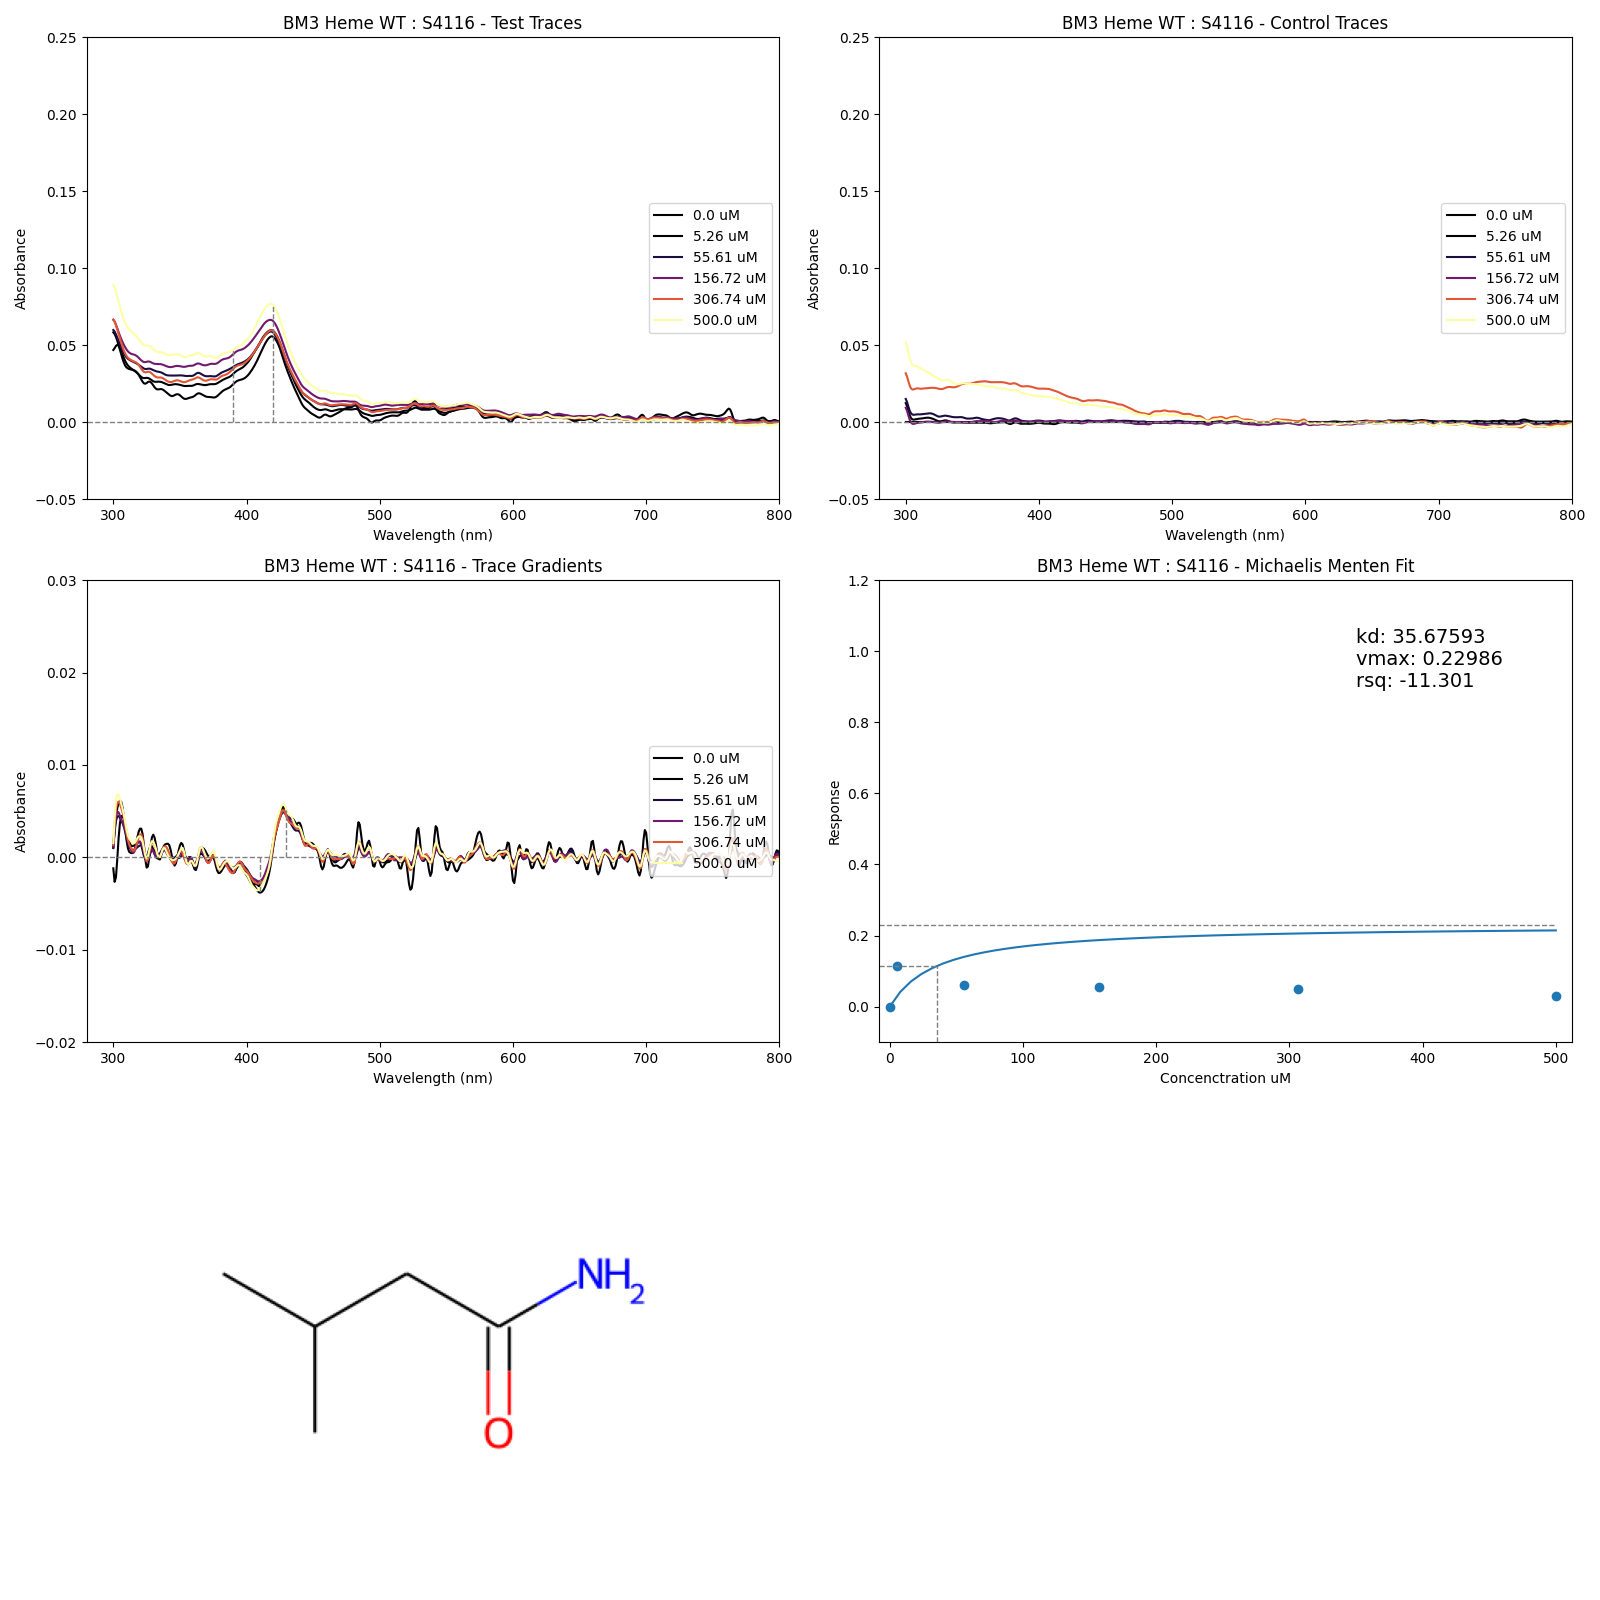 BM3 Heme WT : S4116 - Test Traces
Absorbance
0.25
0.20
0.15
0.10
0.05
0.00
−0.05
300
400
500
600
700
800
Wavelength (nm)
0.0 uM
5.26 uM
55.61 uM
156.72 uM
306.74 uM
500.0 uM
BM3 Heme WT : S4116 - Control Traces
Absorbance
0.25
0.20
0.15
0.10
0.05
0.00
−0.05
300
400
500
600
700
800
Wavelength (nm)
0.0 uM
5.26 uM
55.61 uM
156.72 uM
306.74 uM
500.0 uM
BM3 Heme WT : S4116 - Trace Gradients
Absorbance
0.03
0.02
0.01
0.00
−0.01
−0.02
300
400
500
600
700
800
Wavelength (nm)
0.0 uM
5.26 uM
55.61 uM
156.72 uM
306.74 uM
500.0 uM
BM3 Heme WT : S4116 - Michaelis Menten Fit
Response
1.2
1.0
0.8
0.6
0.4
0.2
0.0
0
100
200
300
400
500
Concenctration uM
kd: 35.67593
vmax: 0.22986
rsq: -11.301
NH2
O